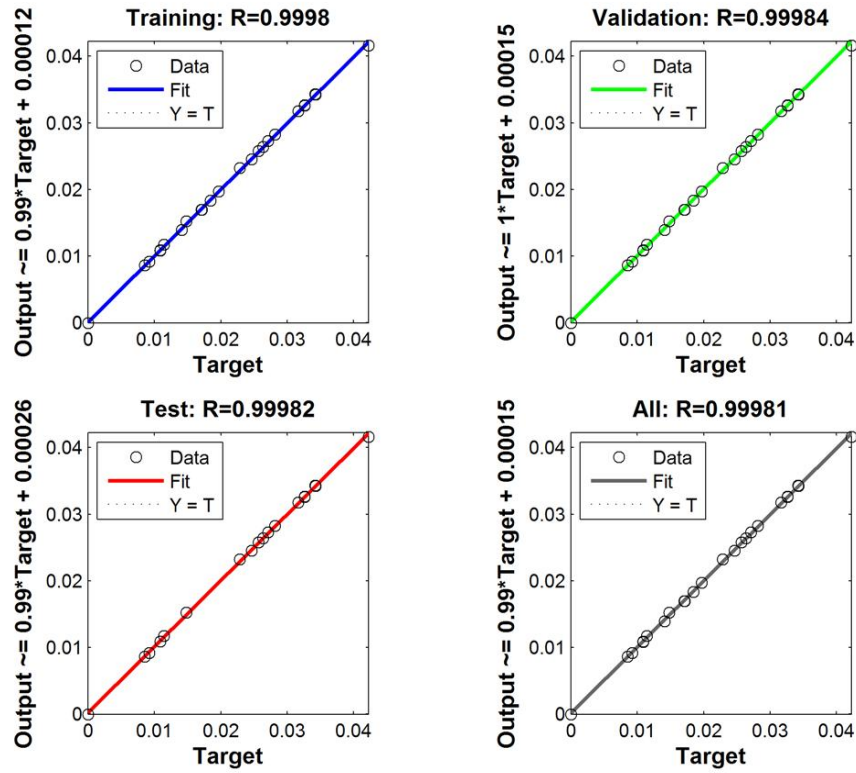 Training: R=0.9998
Output ~= 0.99*Target + 0.00012
0.04
0.03
0.02
0.01
0
Data
Fit
Y = T
0 0.01 0.02 0.03 0.04
Target
Validation: R=0.99984
Output ~= 1*Target + 0.00015
0.04
0.03
0.02
0.01
0
Data
Fit
Y = T
0 0.01 0.02 0.03 0.04
Target
Test: R=0.99982
Output ~= 0.99*Target + 0.00026
0.04
0.03
0.02
0.01
0
Data
Fit
Y = T
0 0.01 0.02 0.03 0.04
Target
All: R=0.99981
Output ~= 0.99*Target + 0.00015
0.04
0.03
0.02
0.01
0
Data
Fit
Y = T
0 0.01 0.02 0.03 0.04
Target